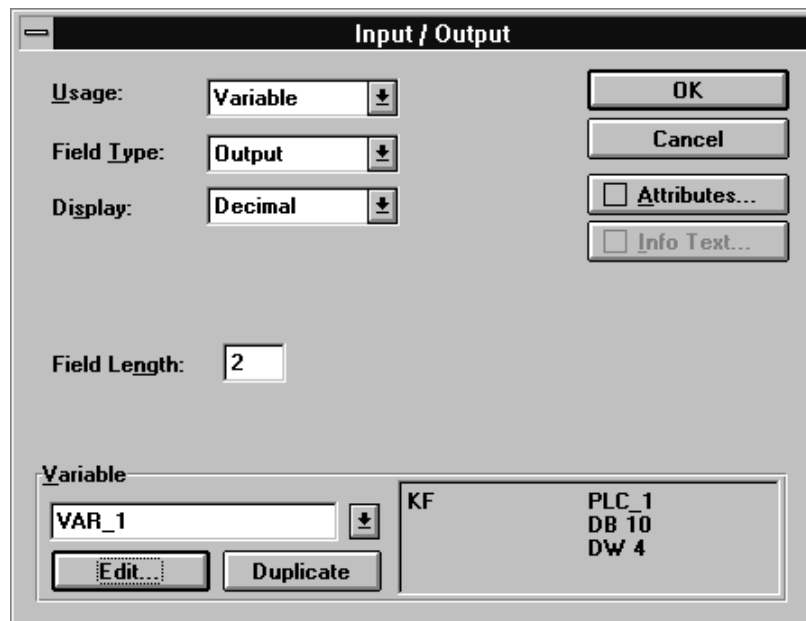 Input / Output
Usage: Variable OK
Cancel
Field Type: Output
Attributes...
Display: Decimal
Info Text...
Field Length: 2
Variable
KF PLC_1
VAR_1 DB 10
DW 4
Edit... Duplicate